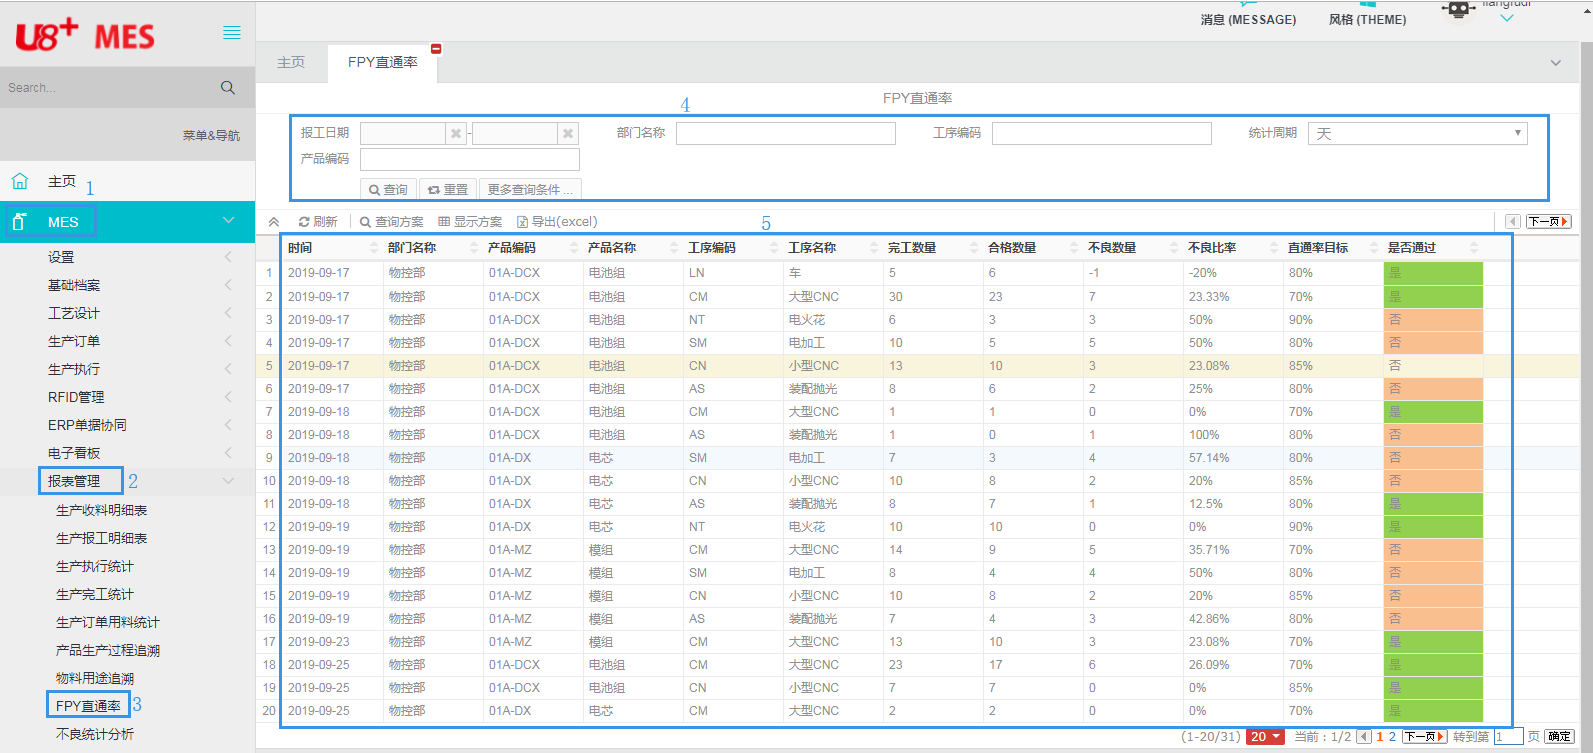 U8+ MES
消息 (MESSAGE)
风格 (THEME)
liangfudi
Search...
菜单&导航
主页
1
MES
设置
基础档案
工艺设计
生产订单
生产执行
RFID管理
ERP单据协同
电子看板
报表管理
2
生产收料明细表
生产报工明细表
生产执行统计
生产完工统计
生产订单用料统计
产品生产过程追溯
物料用途追溯
FPY直通率
3
不良统计分析
主页
FPY直通率
FPY直通率
4
报工日期 - 部门名称 工序编码 统计周期 天
产品编码
查询 重置 更多查询条件 ...
刷新 查询方案 显示方案 导出(excel) 5 下一页
时间 部门名称 产品编码 产品名称 工序编码 工序名称 完工数量 合格数量 不良数量 不良比率 直通率目标 是否通过
1 2019-09-17 物控部 01A-DCX 电池组 LN 车 5 6 -1 -20% 80% 是
2 2019-09-17 物控部 01A-DCX 电池组 CM 大型CNC 30 23 7 23.33% 70% 是
3 2019-09-17 物控部 01A-DCX 电池组 NT 电火花 6 3 3 50% 90% 否
4 2019-09-17 物控部 01A-DCX 电池组 SM 电加工 10 5 5 50% 80% 否
5 2019-09-17 物控部 01A-DCX 电池组 CN 小型CNC 13 10 3 23.08% 85% 否
6 2019-09-17 物控部 01A-DCX 电池组 AS 装配抛光 8 6 2 25% 80% 否
7 2019-09-18 物控部 01A-DCX 电池组 CM 大型CNC 1 1 0 0% 70% 是
8 2019-09-18 物控部 01A-DCX 电池组 AS 装配抛光 1 0 1 100% 80% 否
9 2019-09-18 物控部 01A-DX 电芯 SM 电加工 7 3 4 57.14% 80% 否
10 2019-09-18 物控部 01A-DX 电芯 CN 小型CNC 10 8 2 20% 85% 否
11 2019-09-18 物控部 01A-DX 电芯 AS 装配抛光 8 7 1 12.5% 80% 是
12 2019-09-19 物控部 01A-DX 电芯 NT 电火花 10 10 0 0% 90% 是
13 2019-09-19 物控部 01A-MZ 模组 CM 大型CNC 14 9 5 35.71% 70% 否
14 2019-09-19 物控部 01A-MZ 模组 SM 电加工 8 4 4 50% 80% 否
15 2019-09-19 物控部 01A-MZ 模组 CN 小型CNC 10 8 2 20% 85% 否
16 2019-09-19 物控部 01A-MZ 模组 AS 装配抛光 7 4 3 42.86% 80% 否
17 2019-09-23 物控部 01A-MZ 模组 CM 大型CNC 13 10 3 23.08% 70% 是
18 2019-09-25 物控部 01A-DCX 电池组 CM 大型CNC 23 17 6 26.09% 70% 是
19 2019-09-25 物控部 01A-DCX 电池组 CN 小型CNC 7 7 0 0% 85% 是
20 2019-09-25 物控部 01A-DX 电芯 CM 大型CNC 2 2 0 0% 70% 是
(1-20/31) 20 当前 : 1/2 1 2 下一页 转到第 1 页 确定